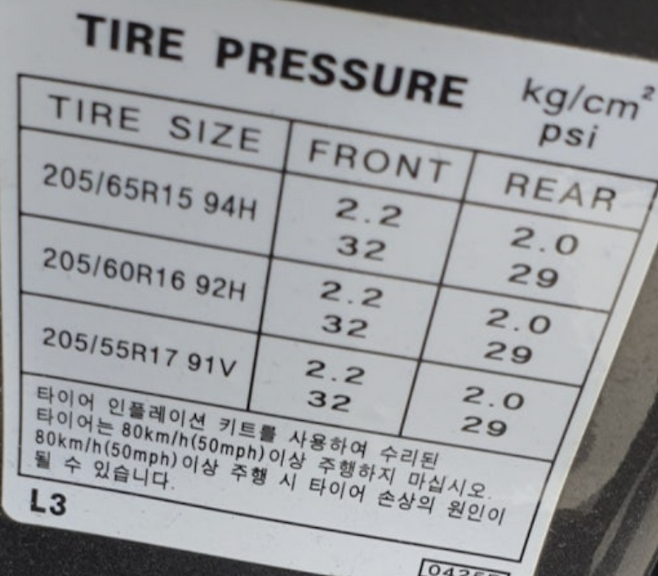 TIRE PRESSURE kg/cm²
psi
TIRE SIZE FRONT REAR
205/65R15 94H 2.2 2.0
32 29
205/60R16 92H 2.2 2.0
32 29
205/55R17 91V 2.2 2.0
32 29
타이어 인플레이션 키트를 사용하여 수리된
타이어는 80km/h(50mph)이상 주행하지 마십시오.
80km/h(50mph)이상 주행 시 타이어 손상의 원인이
될 수 있습니다.
L3